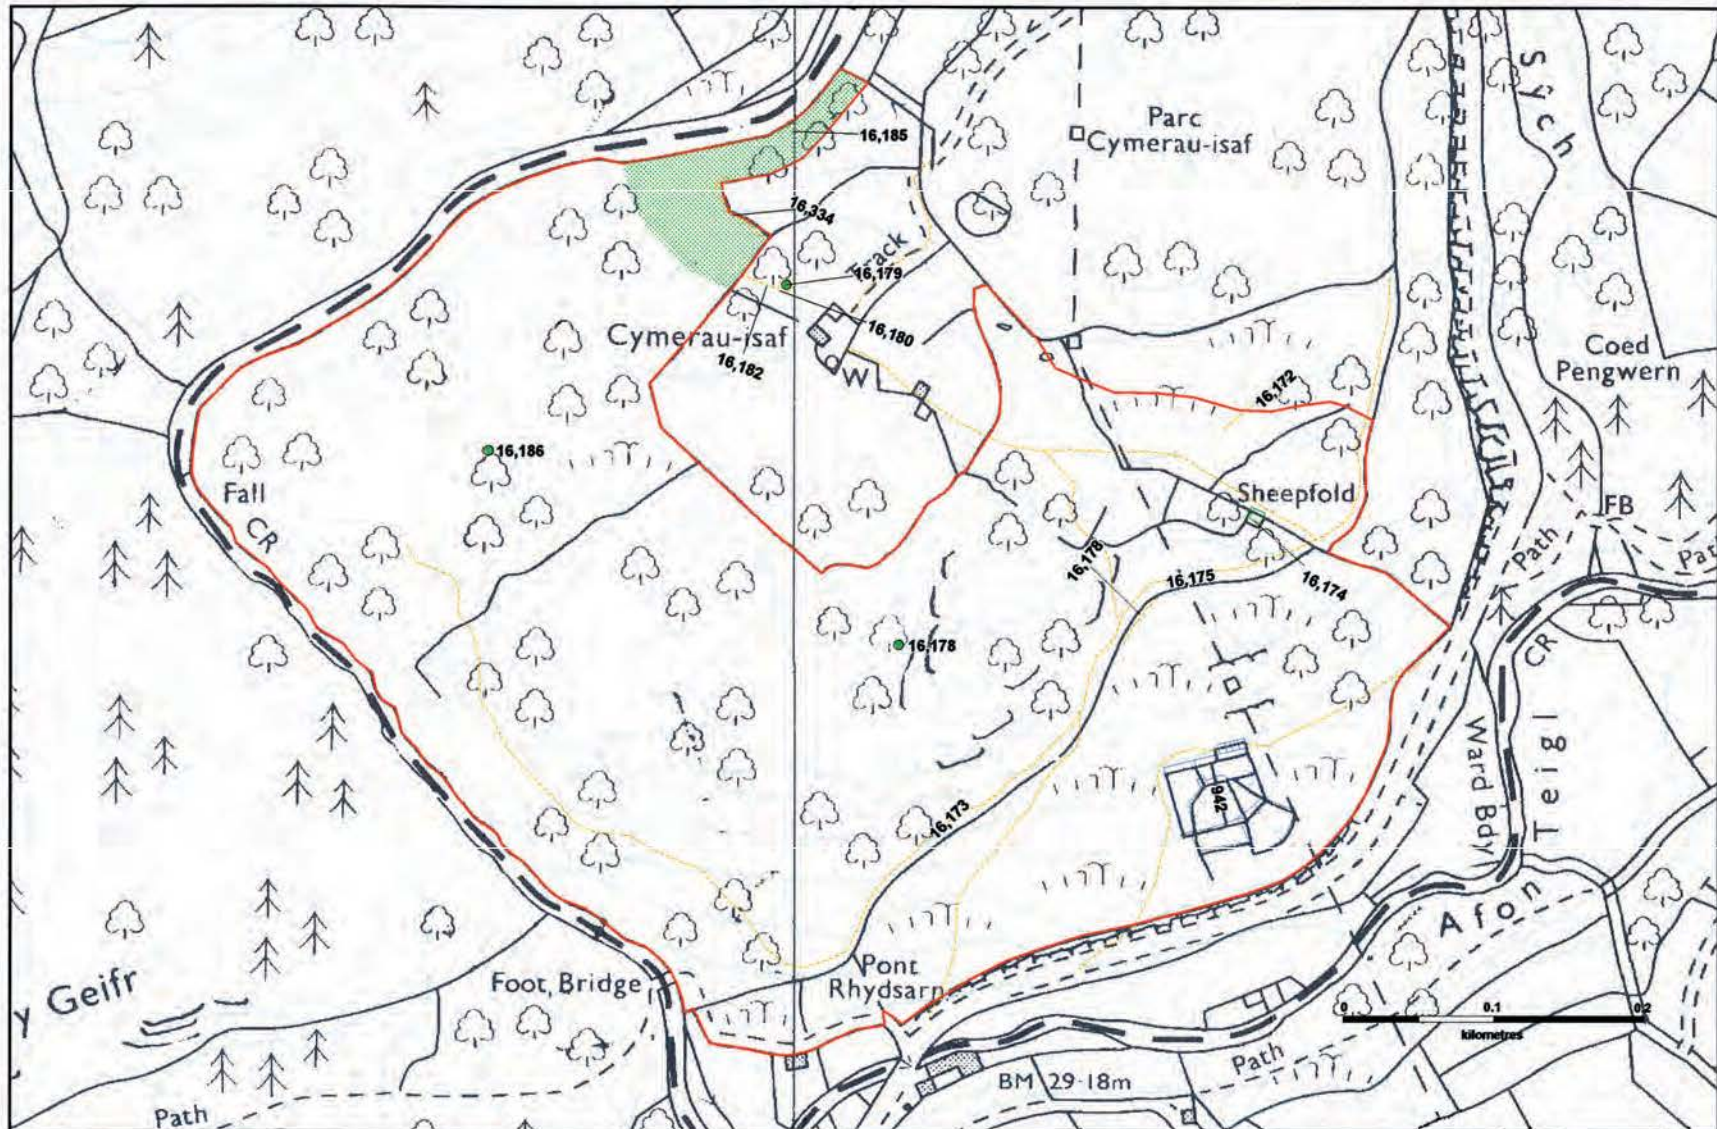 Sych
Parc
Cymerau-isaf
16,185
16,334
Track
16,179
16,180
Cymerau-isaf
16,182
W
Coed
Pengwern
16,172
16,186
Fall
CR
Sheepfold
FB
Path
Pat
16,178
16,175
16,174
16,178
CR
Ward Bdy
Teigl
942
16,173
Afon
y Geifr
Foot Bridge
Pont
Rhydsarn
0
0.1
0.2
kilometres
Path
BM 29·18m
Path